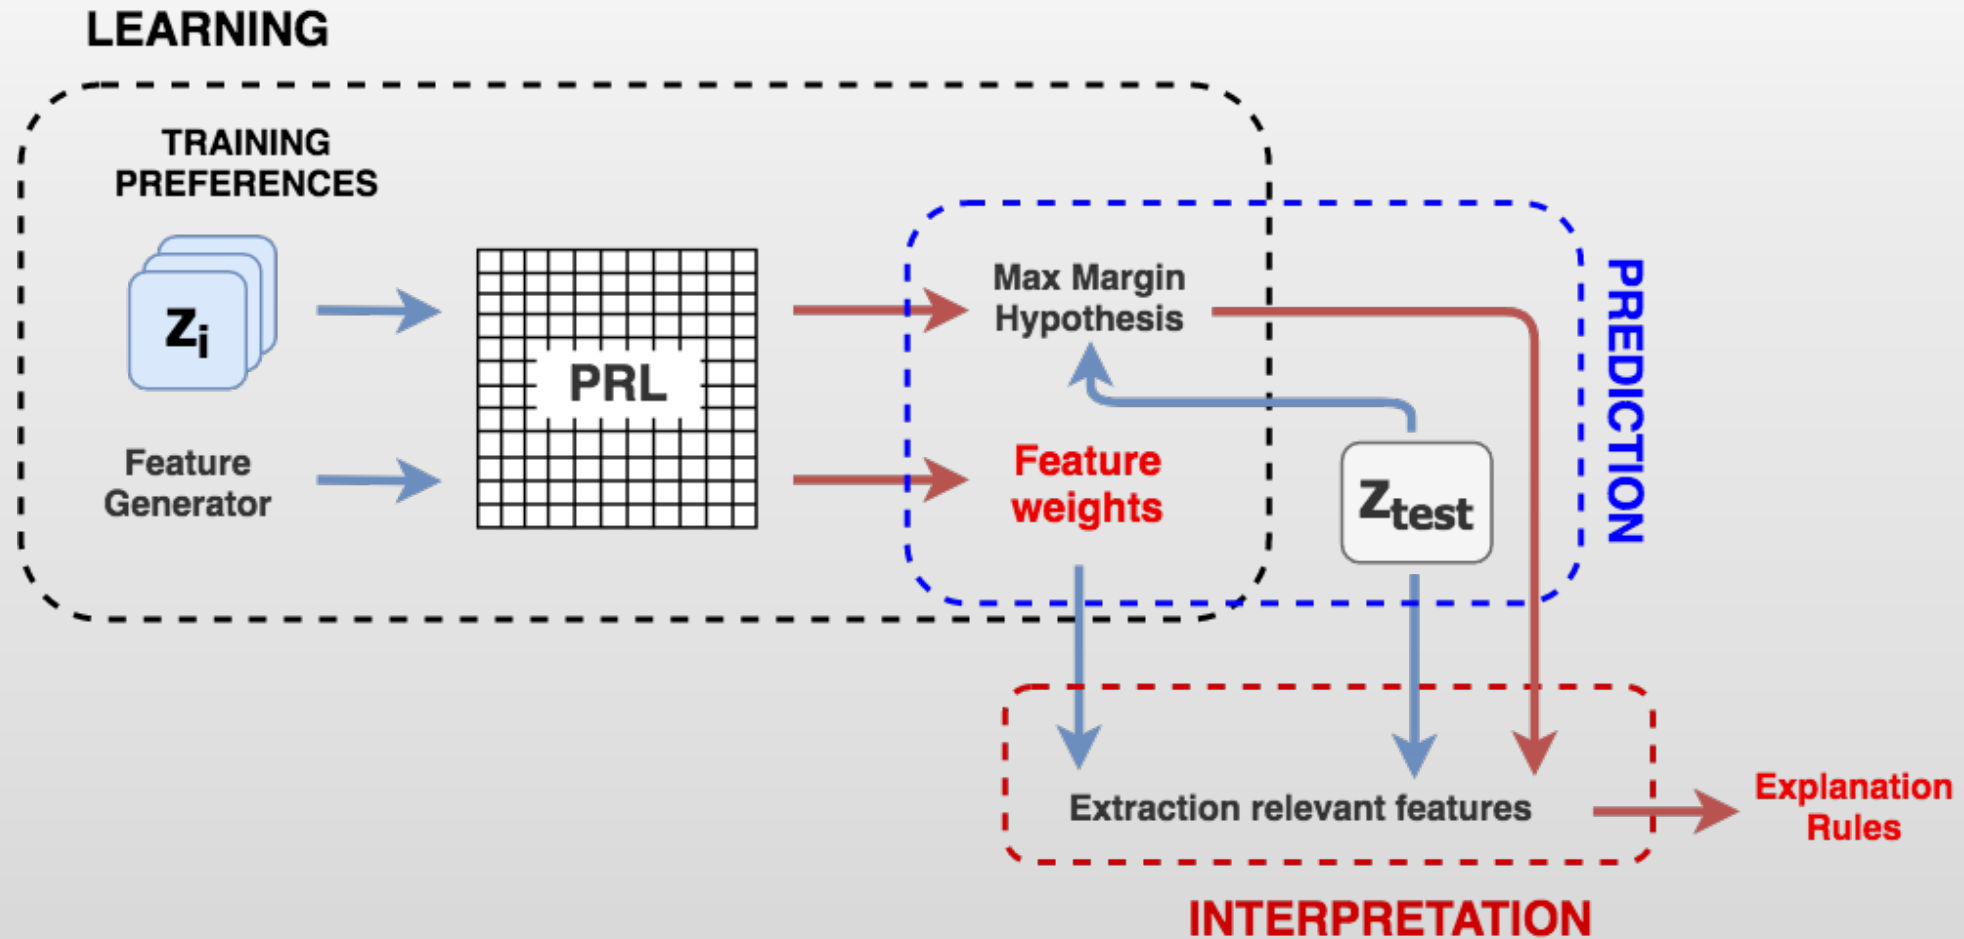 LEARNING
TRAINING
PREFERENCES
Zi
Feature
Generator
PRL
Max Margin
Hypothesis
Feature
weights
Ztest
PREDICTION
Extraction relevant features
Explanation
Rules
INTERPRETATION